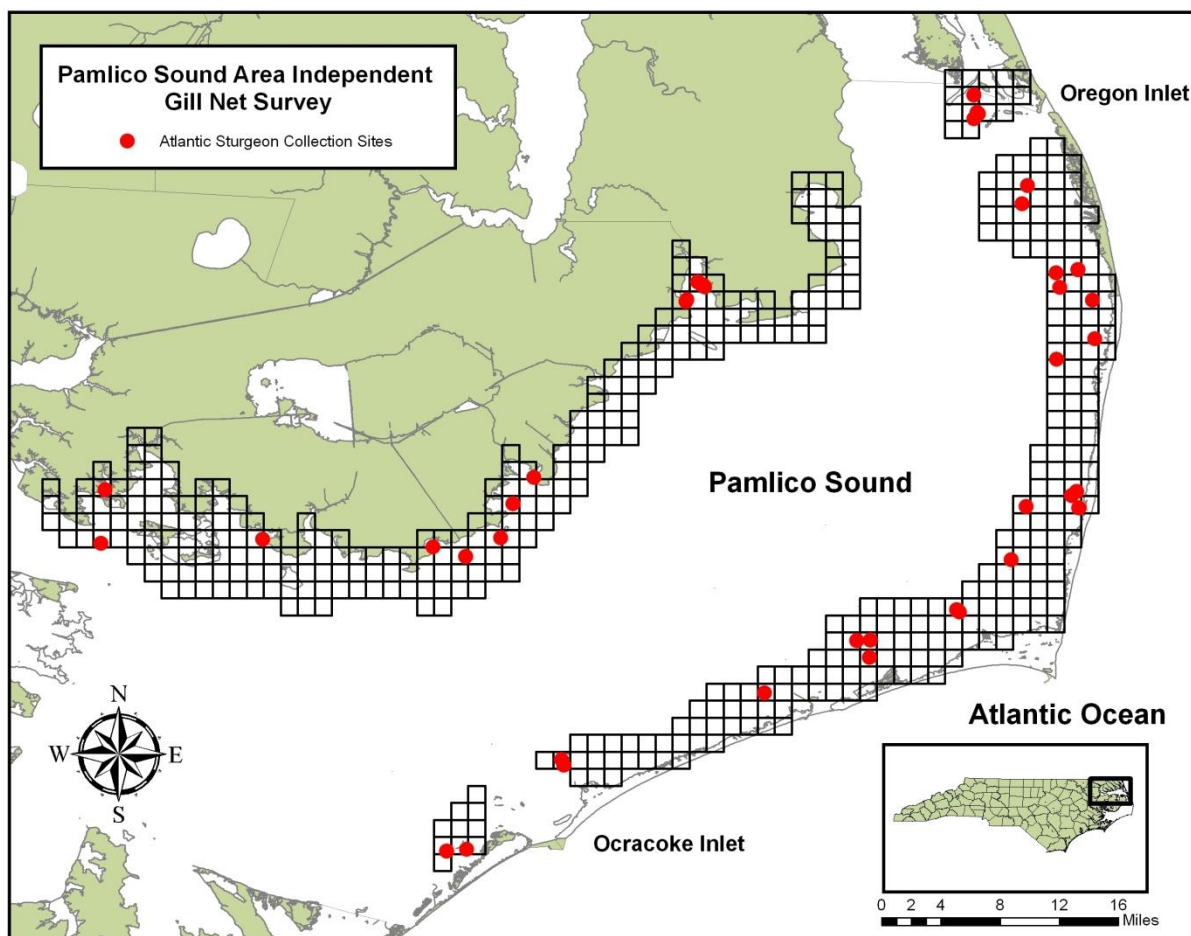 Pamlico Sound Area Independent
Gill Net Survey
Atlantic Sturgeon Collection Sites
Oregon Inlet
Pamlico Sound
Atlantic Ocean
N
W E
S
Ocracoke Inlet
0 2 4 8 12 16
Miles